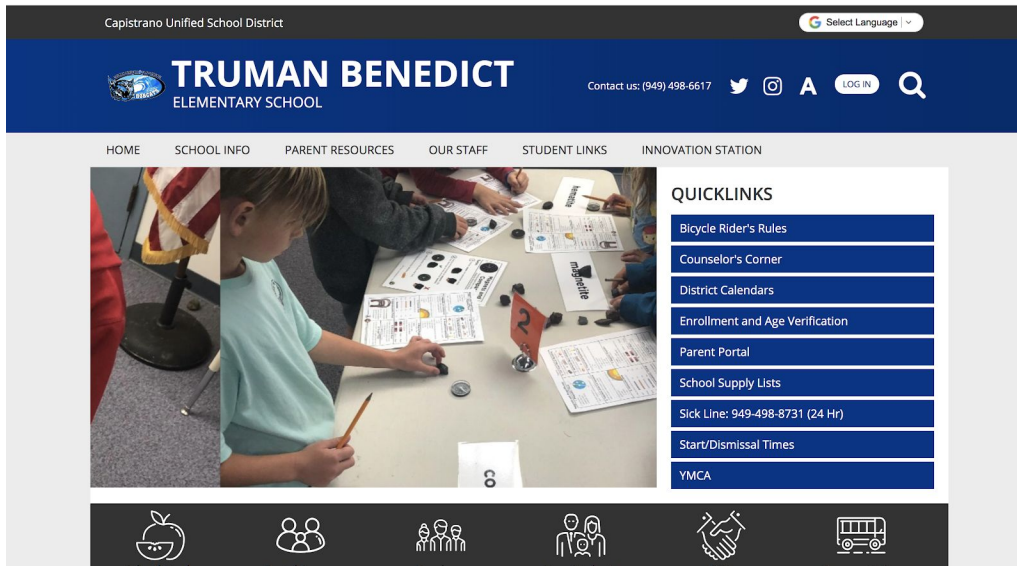 Capistrano Unified School District
Select Language
TRUMAN BENEDICT
ELEMENTARY SCHOOL
Contact us: (949) 498-6617
A
LOG IN
HOME
SCHOOL INFO
PARENT RESOURCES
OUR STAFF
STUDENT LINKS
INNOVATION STATION
hematite
magnetite
2
CO
QUICKLINKS
Bicycle Rider's Rules
Counselor's Corner
District Calendars
Enrollment and Age Verification
Parent Portal
School Supply Lists
Sick Line: 949-498-8731 (24 Hr)
Start/Dismissal Times
YMCA